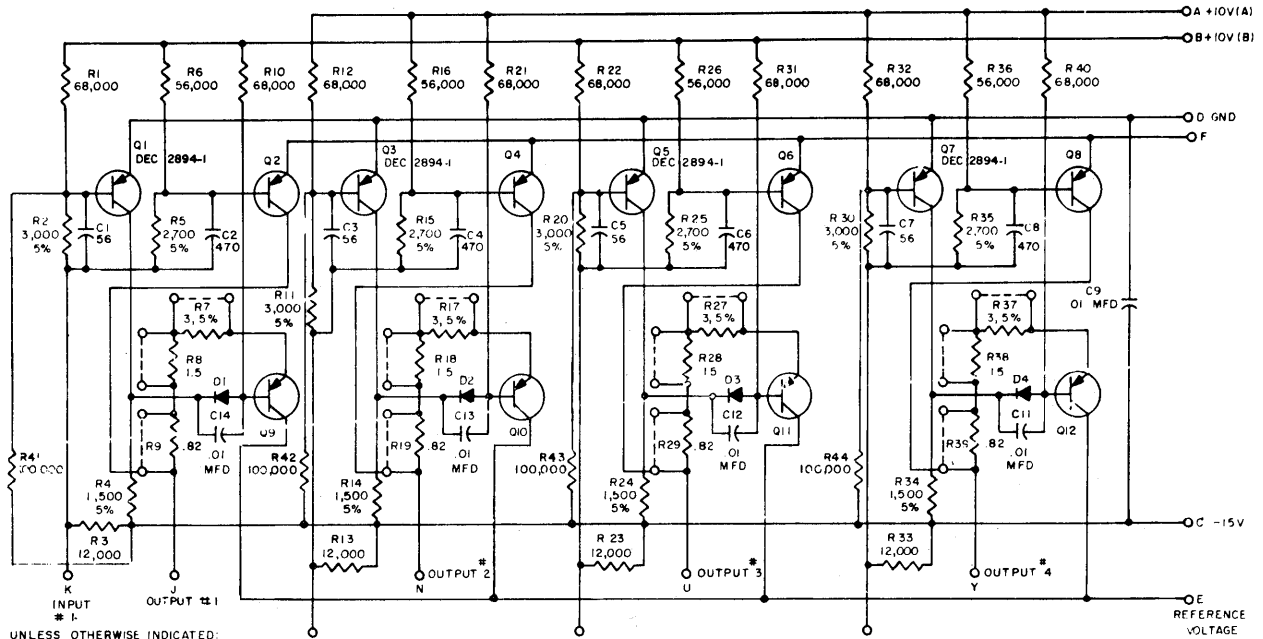 A +10V(A)
B +10V(B)
R1
68,000
R6
56,000
R10
68,000
R12
68,000
R16
56,000
R21
68,000
R22
68,000
R26
56,000
R31
68,000
R32
68,000
R36
56,000
R40
68,000
D GND
F
Q1
DEC 2894-1
Q2
Q3
DEC 2894-1
Q4
Q5
DEC 2894-1
Q6
Q7
DEC 2894-1
Q8
R2
3,000
5%
C1
56
R5
2,700
5%
C2
470
C3
56
R15
2,700
5%
C4
470
R20
3,000
5%
C5
56
R25
2,700
5%
C6
470
R30
3,000
5%
C7
56
R35
2,700
5%
C8
470
R11
3,000
5%
C9
.01 MFD
R7
3,5%
R17
3,5%
R27
3,5%
R37
3,5%
R8
1.5
R18
1.5
R28
15
R38
15
D1
D2
D3
D4
C14
.01
MFD
C13
.01
MFD
C12
.01
MFD
C11
.01
MFD
Q9
Q10
Q11
Q12
R9
.82
R19
.82
R29
.82
R39
.82
R41
100,000
R42
100,000
R43
100,000
R44
100,000
R4
1,500
5%
R14
1,500
5%
R24
1,500
5%
R34
1,500
5%
C -15V
R3
12,000
R13
12,000
R23
12,000
R33
12,000
K
INPUT
# 1
J
OUTPUT #1
N
OUTPUT #2
U
OUTPUT #3
Y
OUTPUT #4
E
REFERENCE
VOLTAGE
UNLESS OTHERWISE INDICATED: